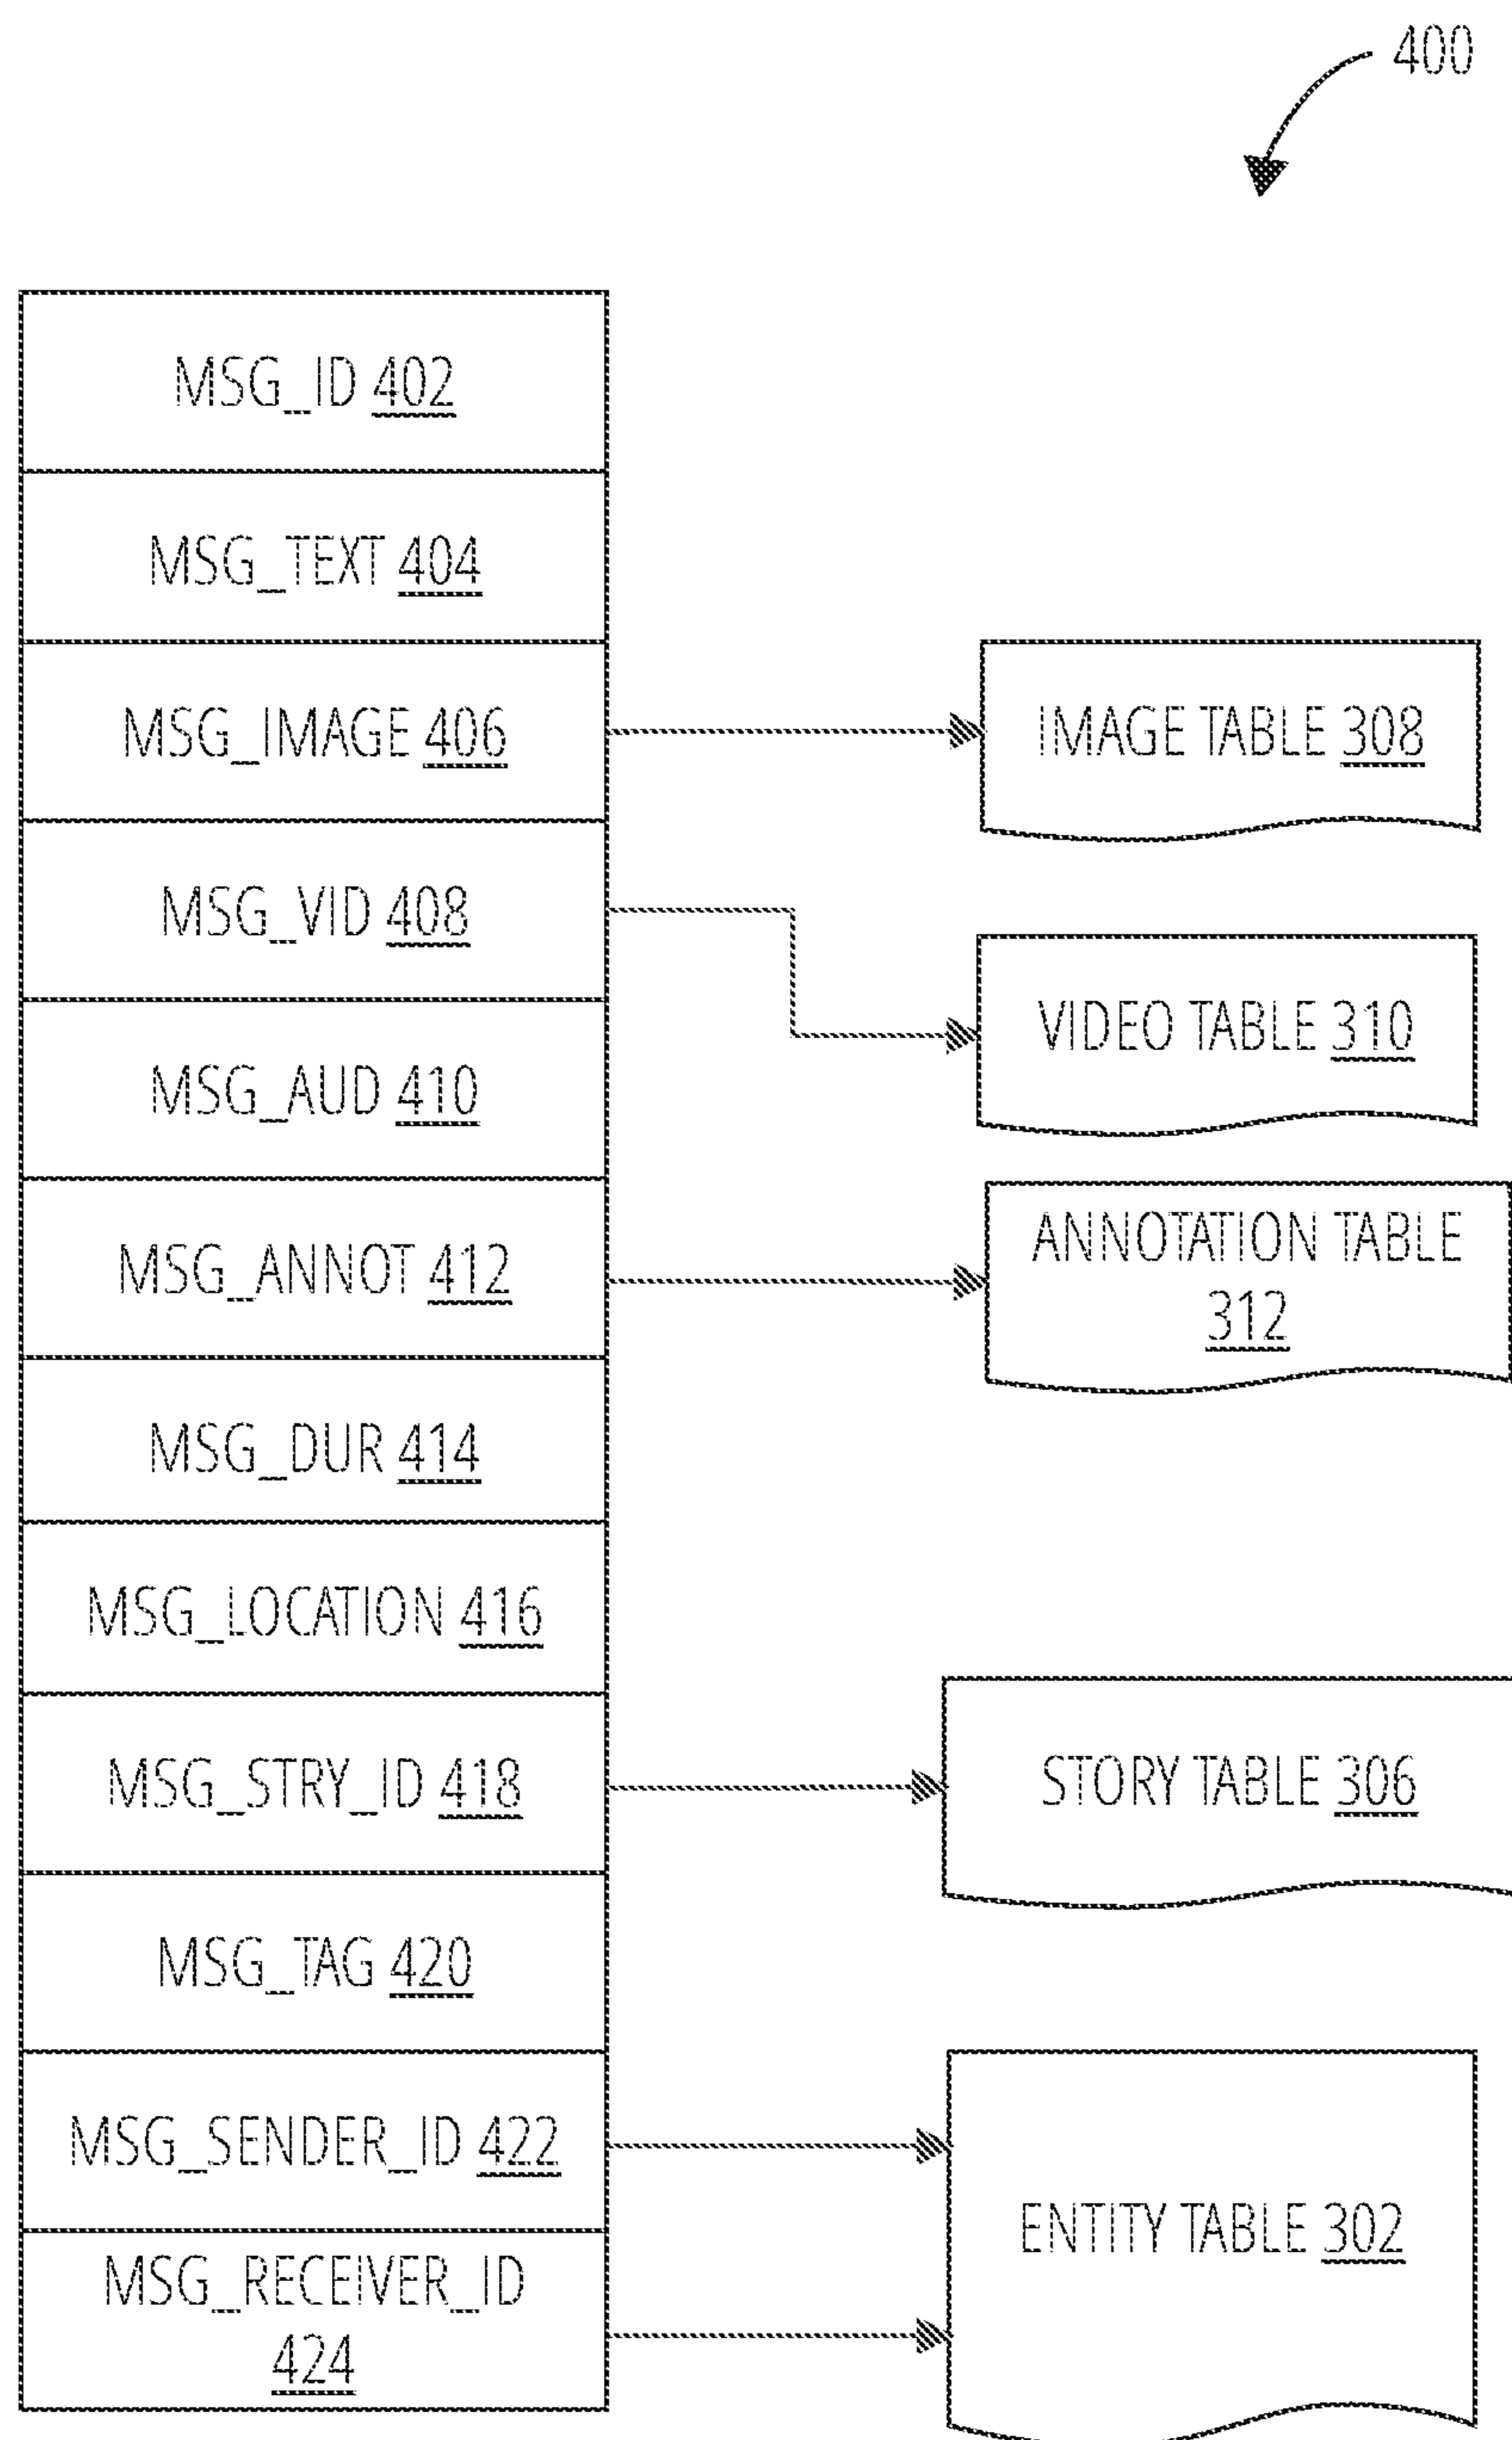 400
MSG_ID 402
MSG_TEXT 404
MSG_IMAGE 406
IMAGE TABLE 308
MSG_VID 408
VIDEO TABLE 310
MSG_AUD 410
MSG_ANNOT 412
ANNOTATION TABLE
312
MSG_DUR 414
MSG_LOCATION 416
MSG_STRY_ID 418
STORY TABLE 306
MSG_TAG 420
MSG_SENDER_ID 422
ENTITY TABLE 302
MSG_RECEIVER_ID
424